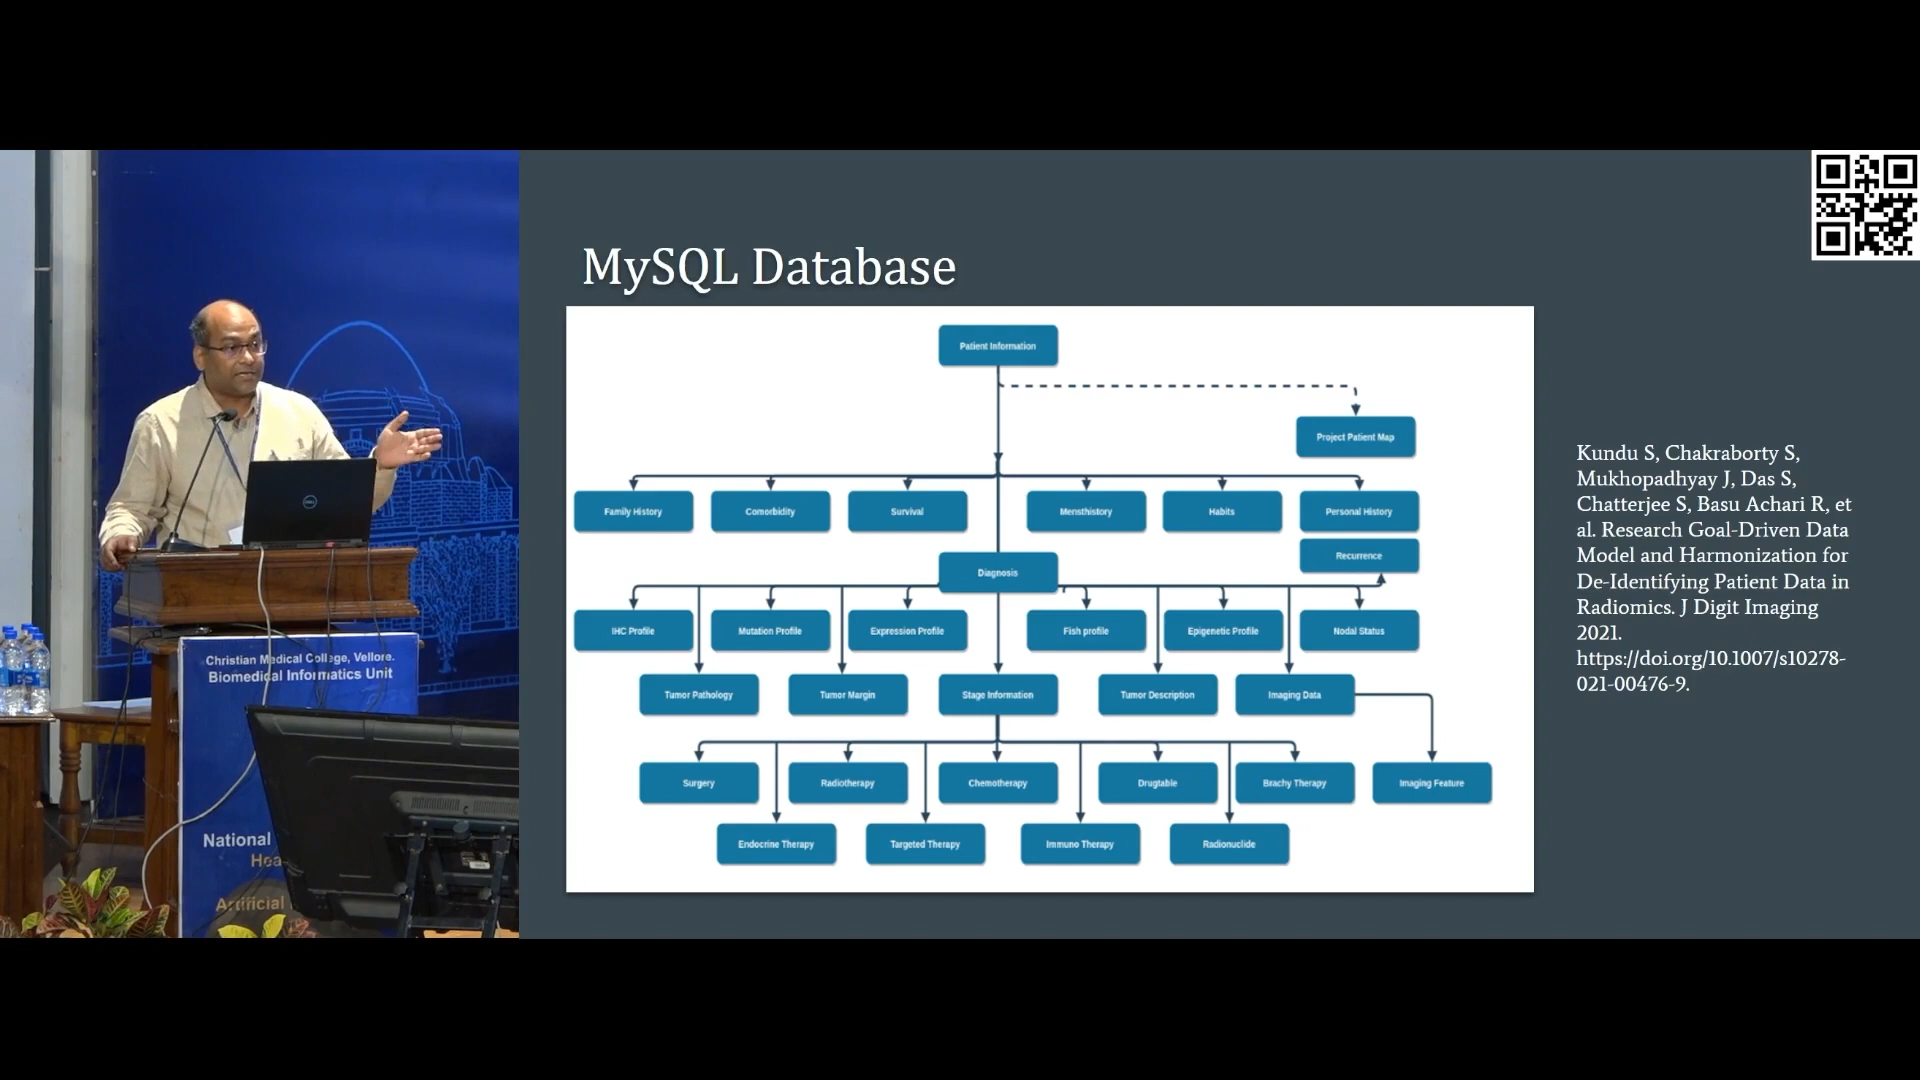 MySQL Database
Patient Information
Project Patient Map
Family History
Comorbidity
Survival
Mensthistory
Habits
Personal History
Recurrence
Diagnosis
IHC Profile
Mutation Profile
Expression Profile
Fish profile
Epigenetic Profile
Nodal Status
Tumor Pathology
Tumor Margin
Stage Information
Tumor Description
Imaging Data
Surgery
Radiotherapy
Chemotherapy
Drugtable
Brachy Therapy
Imaging Feature
Endocrine Therapy
Targeted Therapy
Immuno Therapy
Radionuclide
Kundu S, Chakraborty S,
Mukhopadhyay J, Das S,
Chatterjee S, Basu Achari R, et
al. Research Goal-Driven Data
Model and Harmonization for
De-Identifying Patient Data in
Radiomics. J Digit Imaging
2021.
https://doi.org/10.1007/s10278-
021-00476-9.
Christian Medical College, Vellore.
Biomedical Informatics Unit
National
Hea
Artificial
DELL